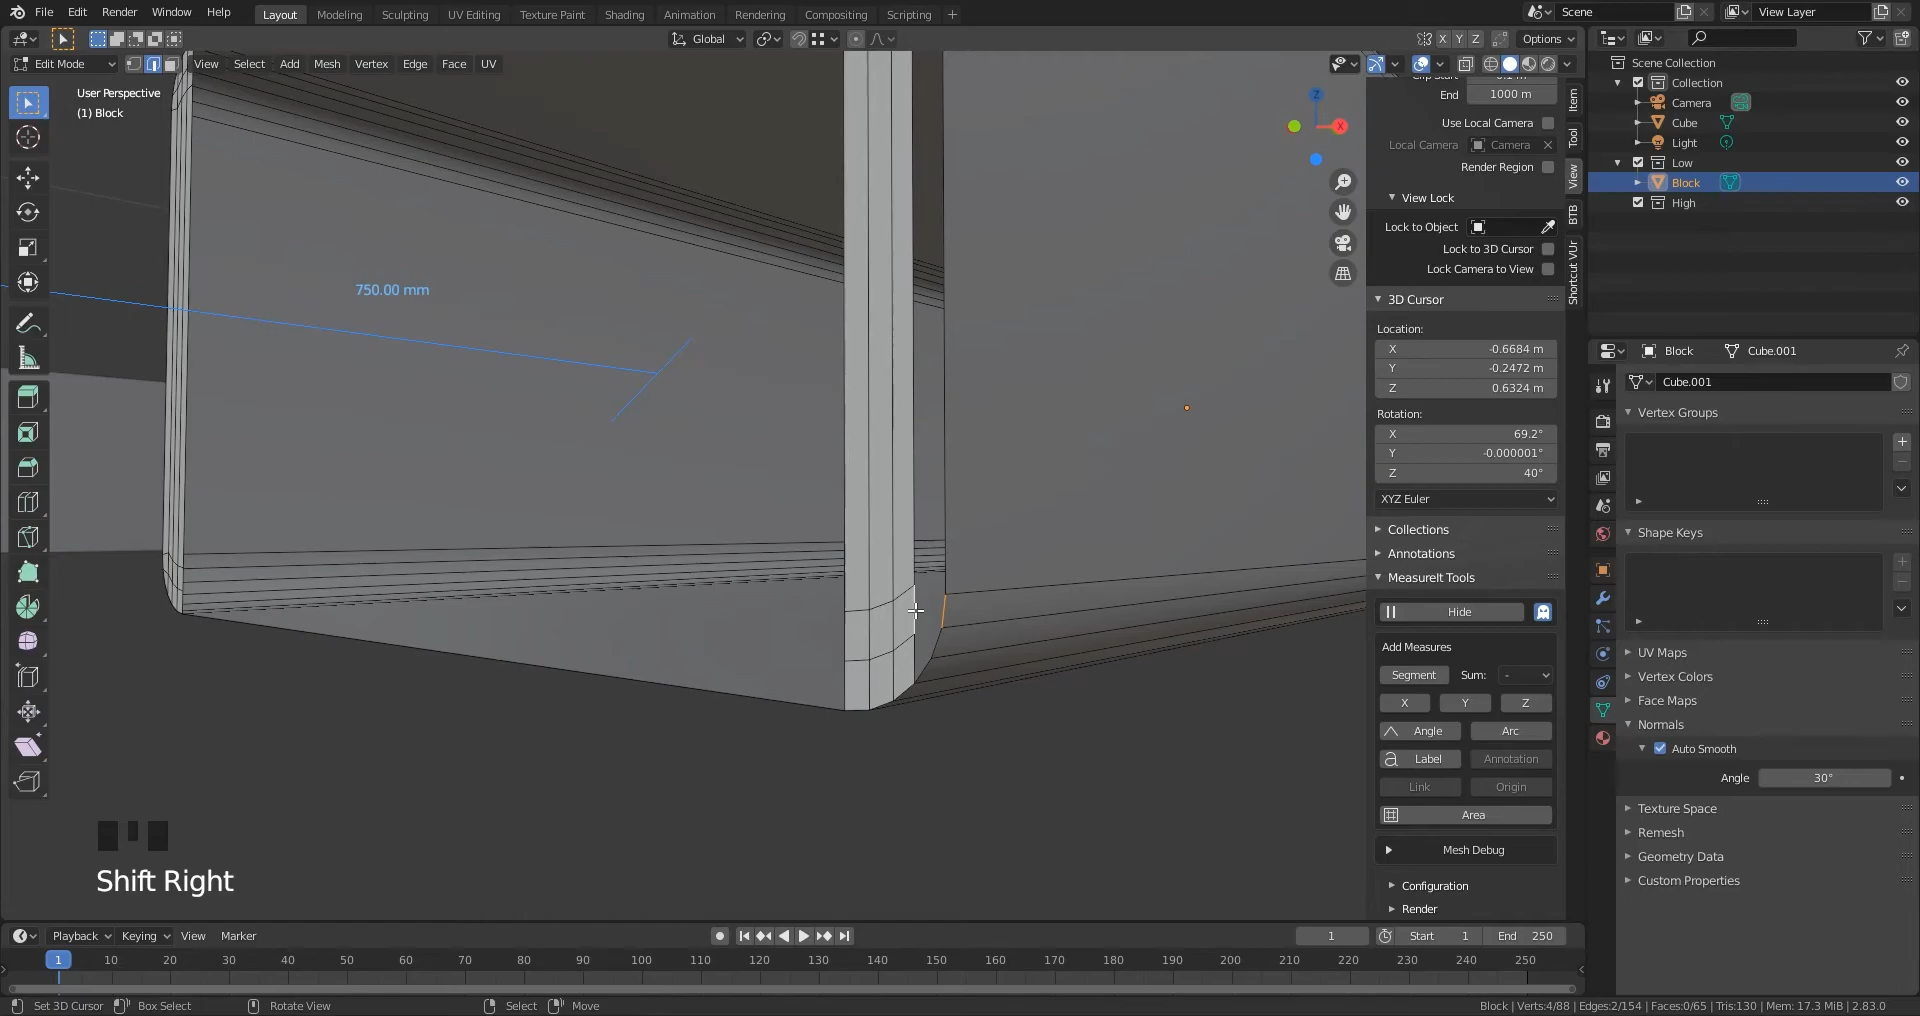 File Edit Render Window Help Layout Modeling Sculpting UV Editing Texture Paint Shading Animation Rendering Compositing Scripting + Scene View Layer
Global X Y Z Options
Edit Mode View Select Add Mesh Vertex Edge Face UV
User Perspective
(1) Block
750.00 mm
Z
X
Shift Right
End 1000 m
Use Local Camera
Local Camera Camera
Render Region
View Lock
Lock to Object
Lock to 3D Cursor
Lock Camera to View
3D Cursor
Location:
X -0.6684 m
Y -0.2472 m
Z 0.6324 m
Rotation:
X 69.2°
Y -0.000001°
Z 40°
XYZ Euler
Collections
Annotations
MeasureIt Tools
Hide
Add Measures
Segment Sum: -
X Y Z
Angle Arc
Label Annotation
Link Origin
Area
Mesh Debug
Configuration
Render
Item
Tool
View
BTB
Shortcut VUr
Scene Collection
Collection
Camera
Cube
Light
Low
Block
High
Block Cube.001
Cube.001
Vertex Groups
Shape Keys
UV Maps
Vertex Colors
Face Maps
Normals
Auto Smooth
Angle 30°
Texture Space
Remesh
Geometry Data
Custom Properties
Playback Keying View Marker 1 Start 1 End 250
1 10 20 30 40 50 60 70 80 90 100 110 120 130 140 150 160 170 180 190 200 210 220 230 240 250
Set 3D Cursor Box Select Rotate View Select Move Block | Verts:4/88 | Edges:2/154 | Faces:0/65 | Tris:130 | Mem: 17.3 MiB | 2.83.0